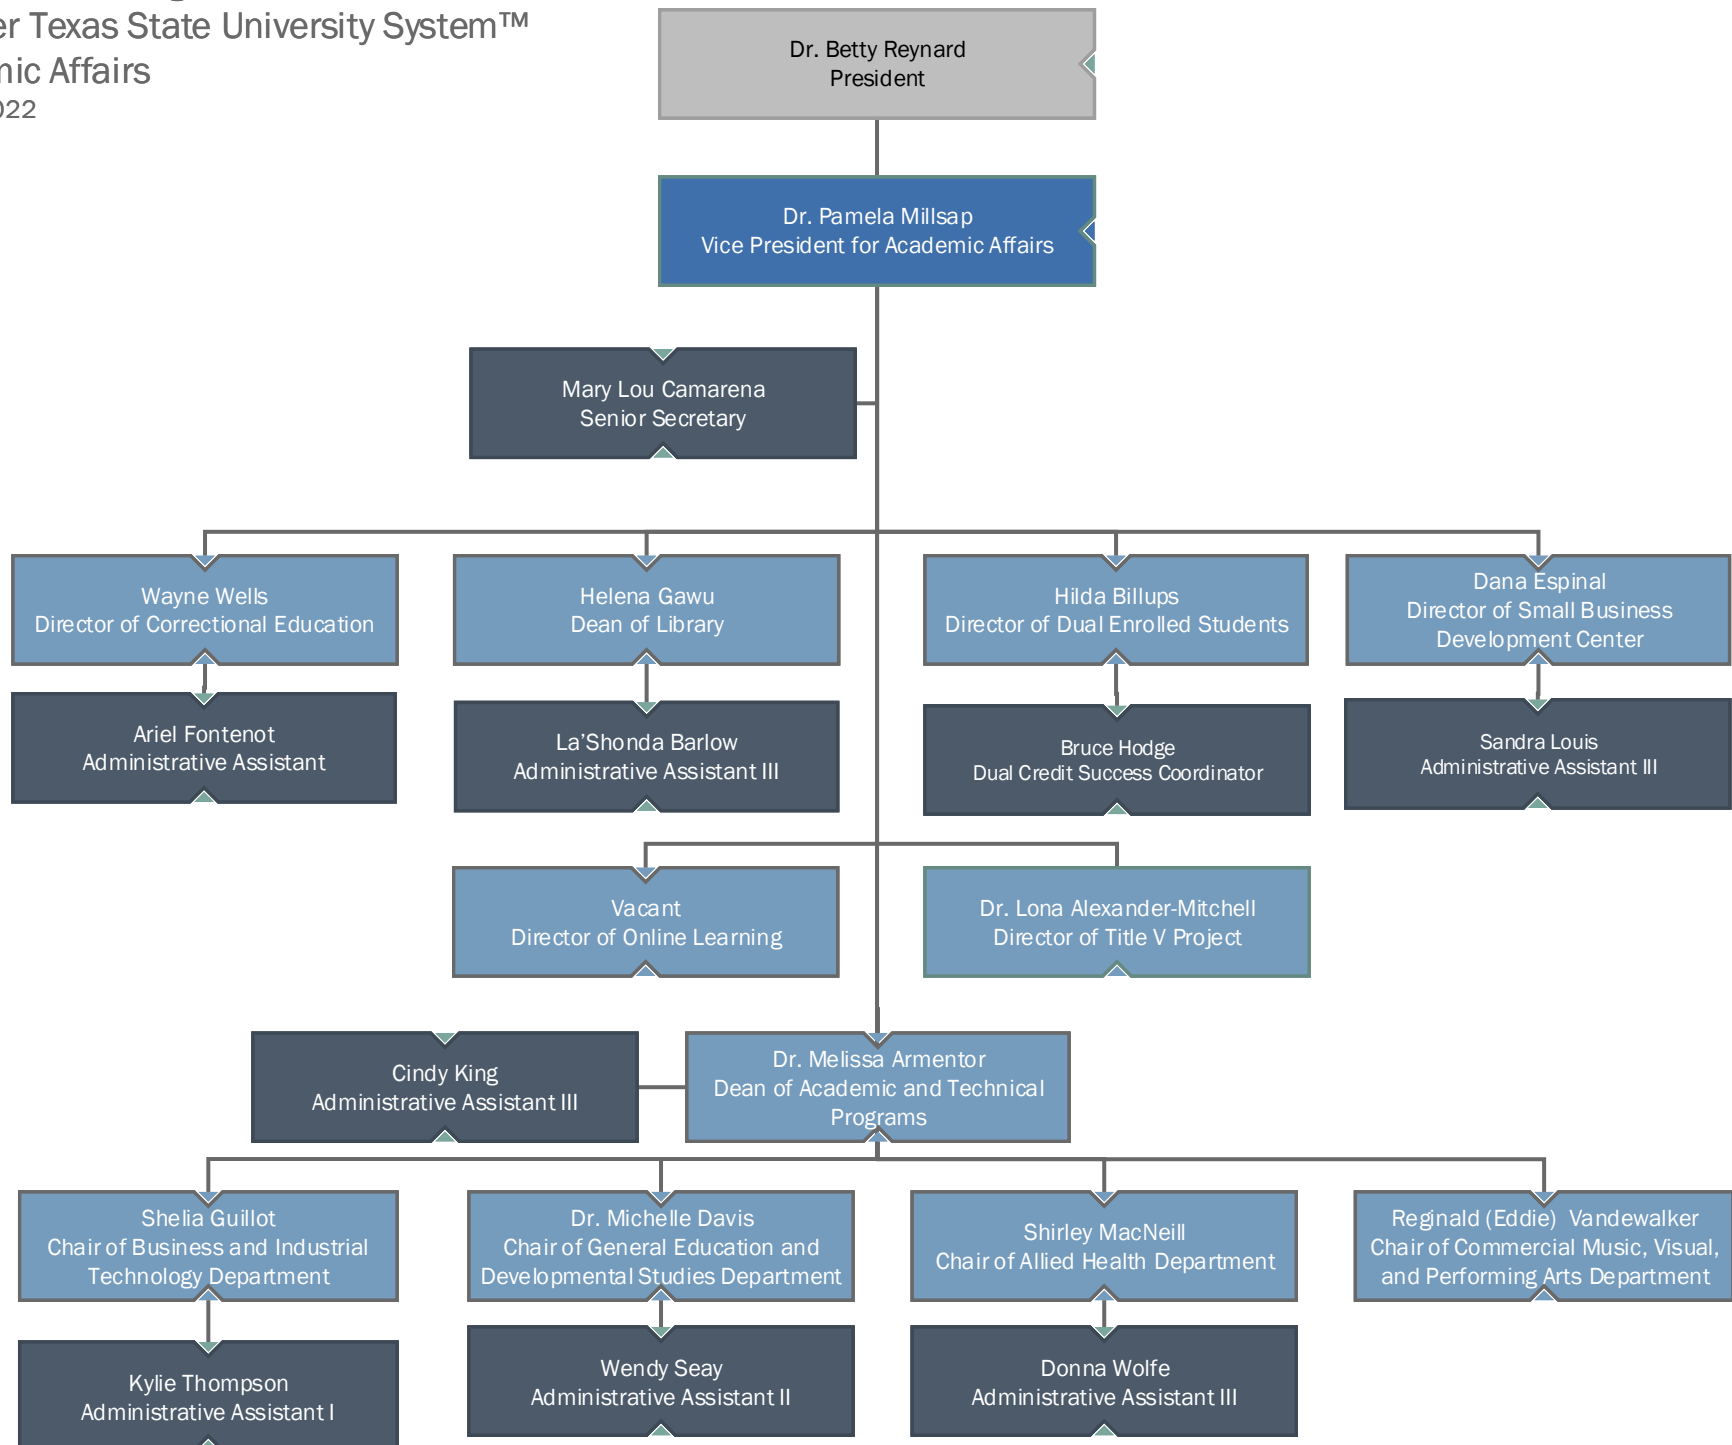 er Texas State University System™
nic Affairs
022
Dr. Betty Reynard
President
Dr. Pamela Millsap
Vice President for Academic Affairs
Mary Lou Camarena
Senior Secretary
Wayne Wells
Director of Correctional Education
Helena Gawu
Dean of Library
Hilda Billups
Director of Dual Enrolled Students
Dana Espinal
Director of Small Business
Development Center
Ariel Fontenot
Administrative Assistant
La'Shonda Barlow
Administrative Assistant III
Bruce Hodge
Dual Credit Success Coordinator
Sandra Louis
Administrative Assistant III
Vacant
Director of Online Learning
Dr. Lona Alexander-Mitchell
Director of Title V Project
Cindy King
Administrative Assistant III
Dr. Melissa Armentor
Dean of Academic and Technical
Programs
Shelia Guillot
Chair of Business and Industrial
Technology Department
Dr. Michelle Davis
Chair of General Education and
Developmental Studies Department
Shirley MacNeill
Chair of Allied Health Department
Reginald (Eddie)  Vandewalker
Chair of Commercial Music, Visual,
and Performing Arts Department
Kylie Thompson
Administrative Assistant I
Wendy Seay
Administrative Assistant II
Donna Wolfe
Administrative Assistant III